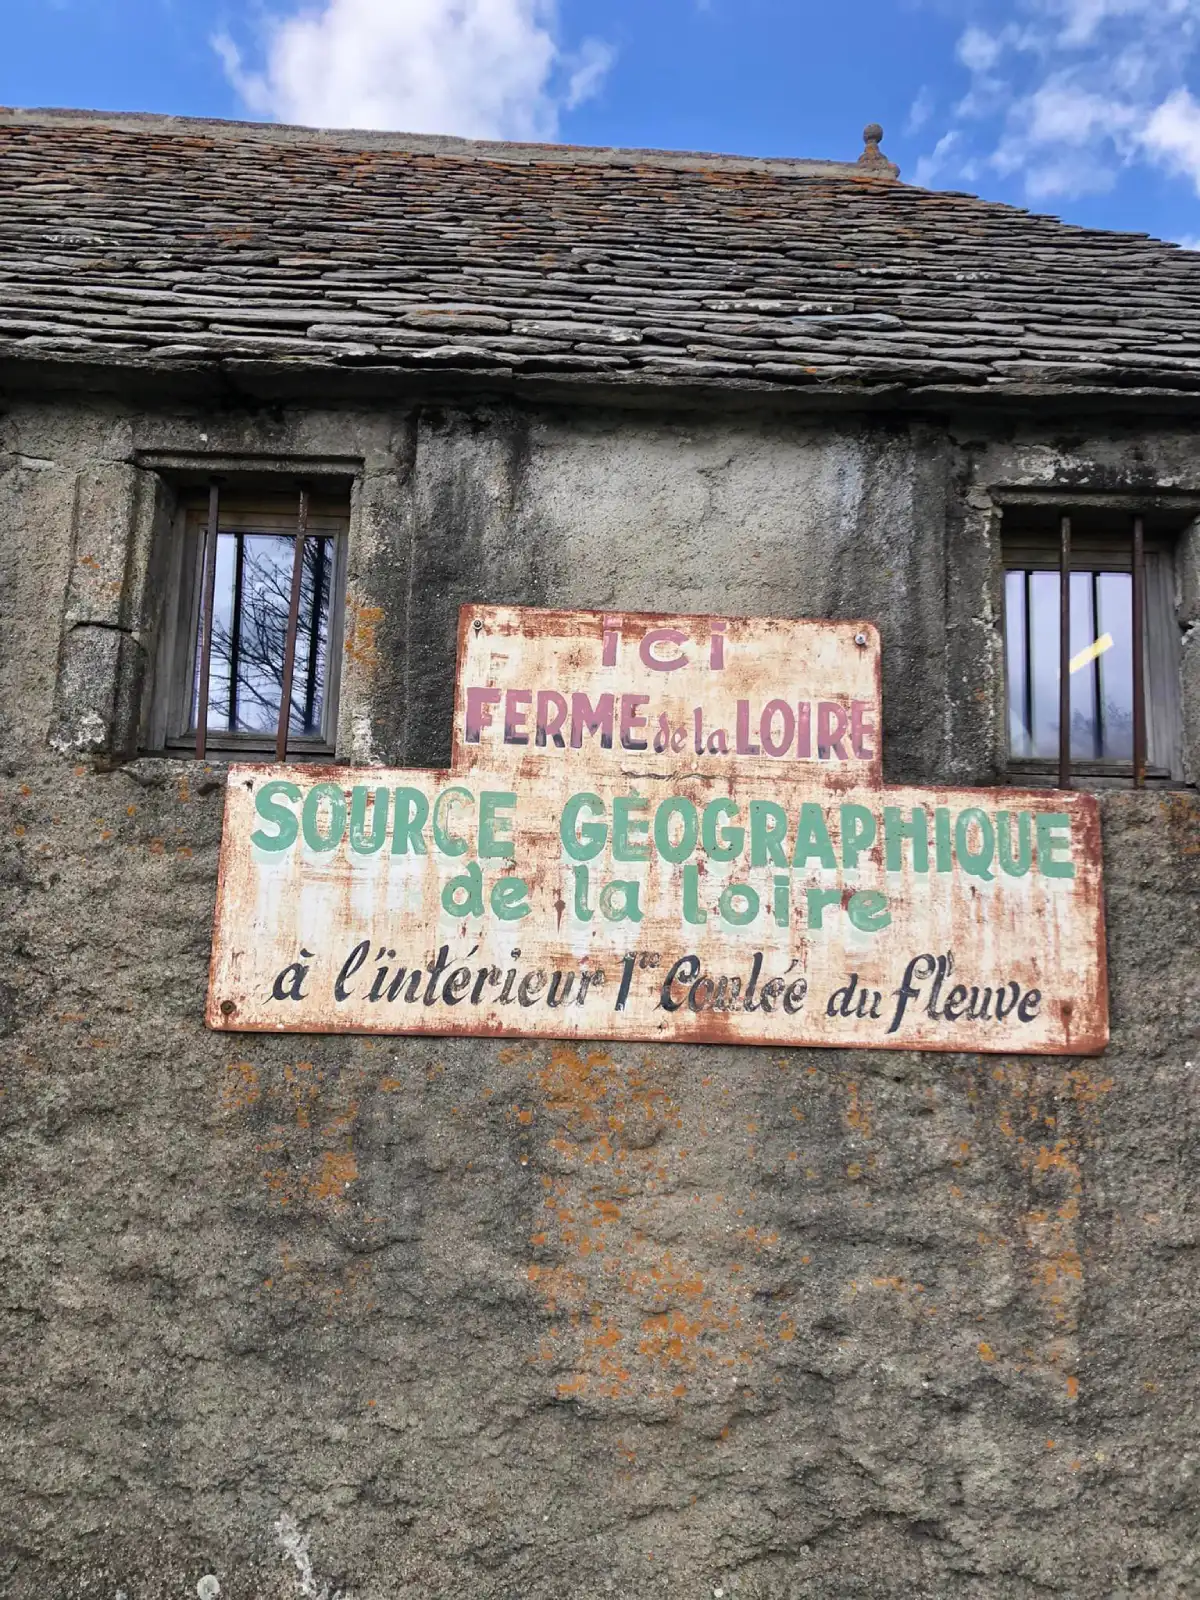 ici
FERME de la LOIRE
SOURCE GÉOGRAPHIQUE
de la loire
à l'intérieur 1re Coulée du fleuve